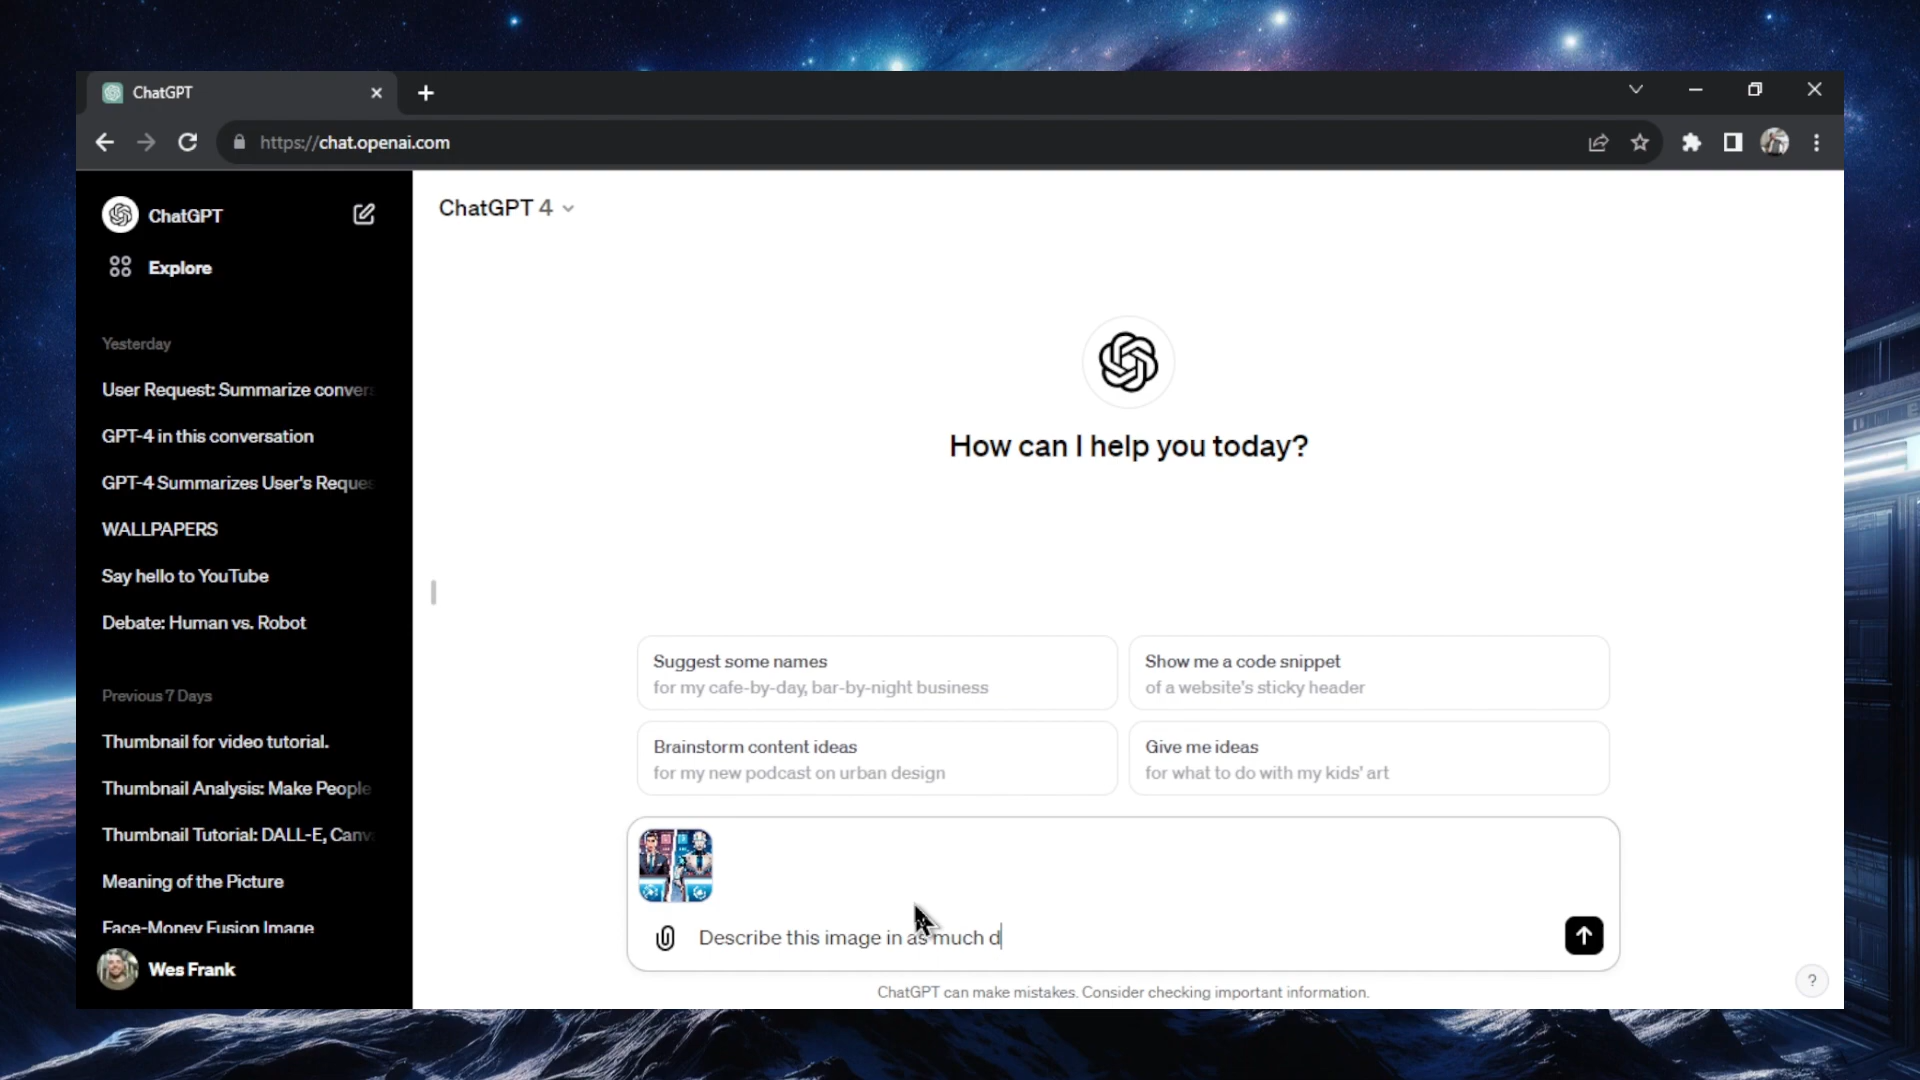 ChatGPT
https://chat.openai.com
ChatGPT
Explore
Yesterday
User Request: Summarize convers
GPT-4 in this conversation
GPT-4 Summarizes User's Reques
WALLPAPERS
Say hello to YouTube
Debate: Human vs. Robot
Previous 7 Days
Thumbnail for video tutorial.
Thumbnail Analysis: Make People
Thumbnail Tutorial: DALL-E, Canv
Meaning of the Picture
Face-Money Fusion Image
Wes Frank
ChatGPT 4
How can I help you today?
Suggest some names
for my cafe-by-day, bar-by-night business
Show me a code snippet
of a website's sticky header
Brainstorm content ideas
for my new podcast on urban design
Give me ideas
for what to do with my kids' art
Describe this image in as much d
ChatGPT can make mistakes. Consider checking important information.
?